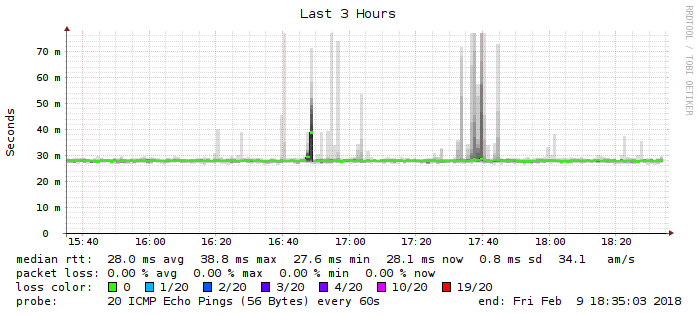 Last 3 Hours
RRDTOOL / TOBI OETIKER
Seconds
70 m
60 m
50 m
40 m
30 m
20 m
10 m
0
15:40 16:00 16:20 16:40 17:00 17:20 17:40 18:00 18:20
median rtt: 28.0 ms avg 38.8 ms max 27.6 ms min 28.1 ms now 0.8 ms sd 34.1 am/s
packet loss: 0.00 % avg 0.00 % max 0.00 % min 0.00 % now
loss color: 0 1/20 2/20 3/20 4/20 10/20 19/20
probe: 20 ICMP Echo Pings (56 Bytes) every 60s end: Fri Feb 9 18:35:03 2018